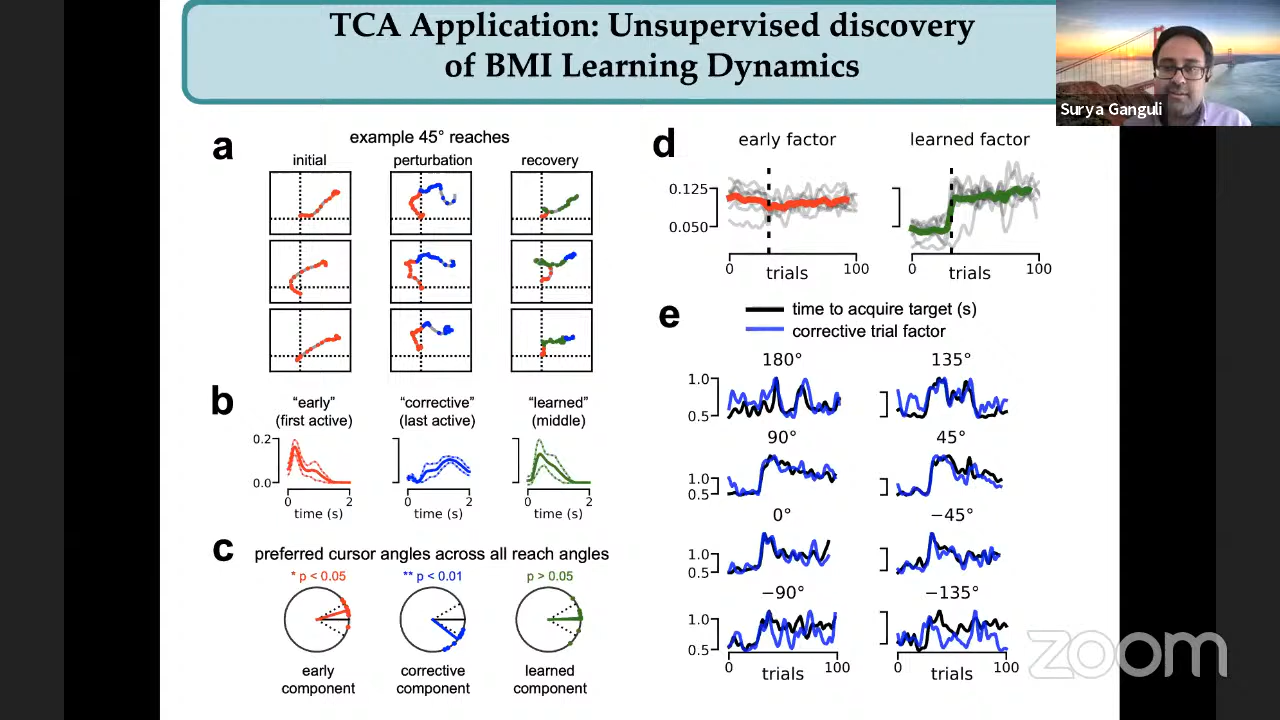 TCA Application: Unsupervised discovery
of BMI Learning Dynamics
Surya Ganguli
a
example 45° reaches
initial
perturbation
recovery
b
"early"
(first active)
"corrective"
(last active)
"learned"
(middle)
0.2
0.0
0
2
time (s)
0
2
time (s)
0
2
time (s)
c
preferred cursor angles across all reach angles
* p < 0.05
** p < 0.01
p > 0.05
early
component
corrective
component
learned
component
d
early factor
learned factor
0.125
0.050
0
100
trials
0
100
trials
e
time to acquire target (s)
corrective trial factor
180°
135°
1.0
0.5
90°
45°
1.0
0.5
0°
−45°
1.0
0.5
−90°
−135°
1.0
0.5
0
100
trials
0
100
trials
zoom